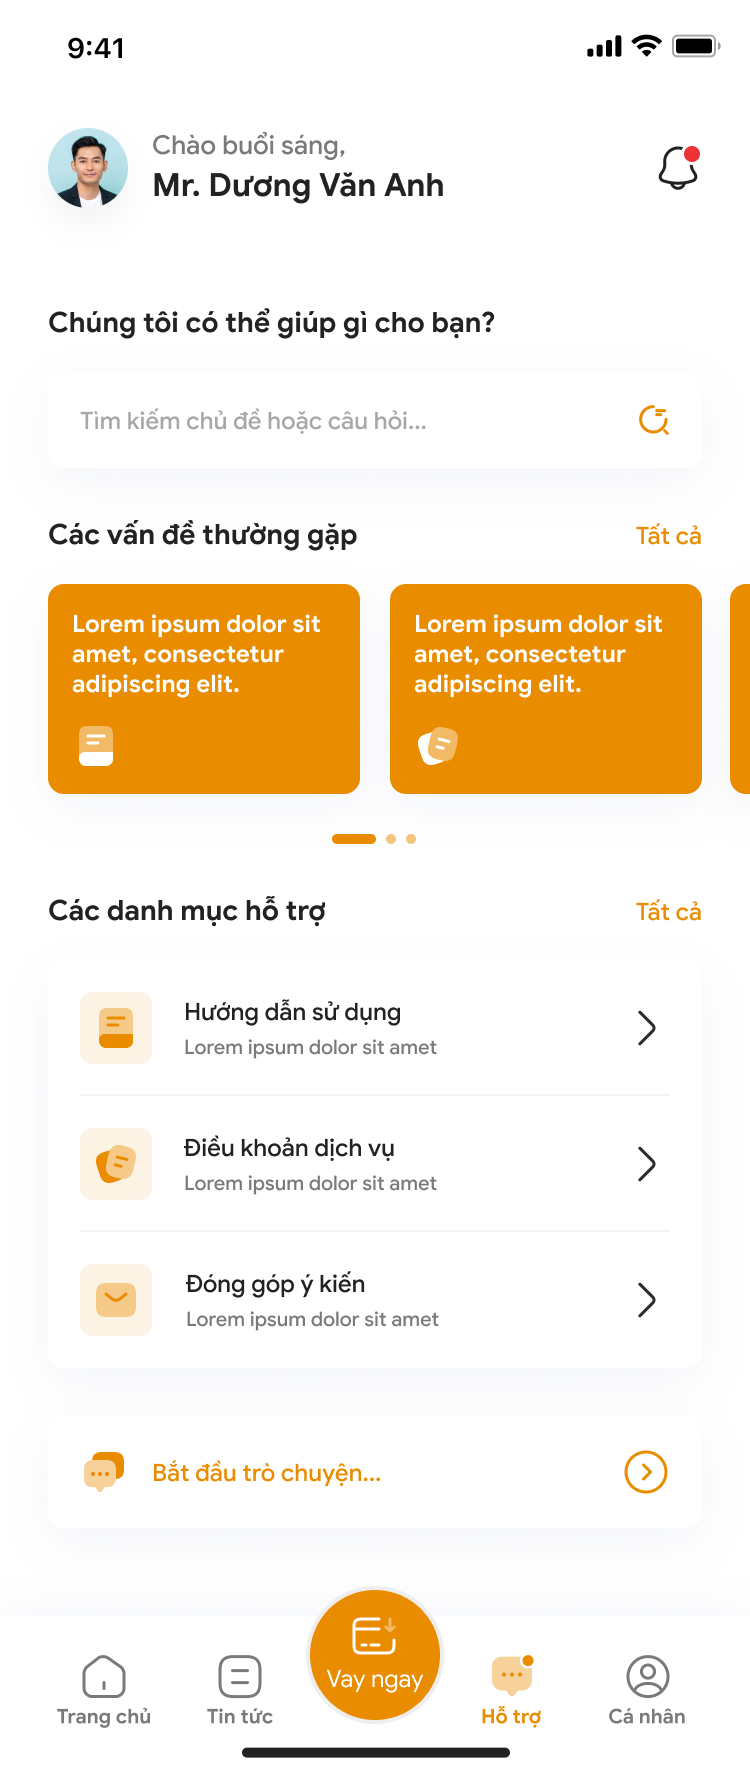 9:41
Chào buổi sáng,
Mr. Dương Văn Anh
Chúng tôi có thể giúp gì cho bạn?
Tìm kiếm chủ đề hoặc câu hỏi...
Các vấn đề thường gặp
Tất cả
Lorem ipsum dolor sit
amet, consectetur
adipiscing elit.
Lorem ipsum dolor sit
amet, consectetur
adipiscing elit.
Các danh mục hỗ trợ
Tất cả
Hướng dẫn sử dụng
Lorem ipsum dolor sit amet
Điều khoản dịch vụ
Lorem ipsum dolor sit amet
Đóng góp ý kiến
Lorem ipsum dolor sit amet
Bắt đầu trò chuyện...
Trang chủ
Tin tức
Vay ngay
Hỗ trợ
Cá nhân